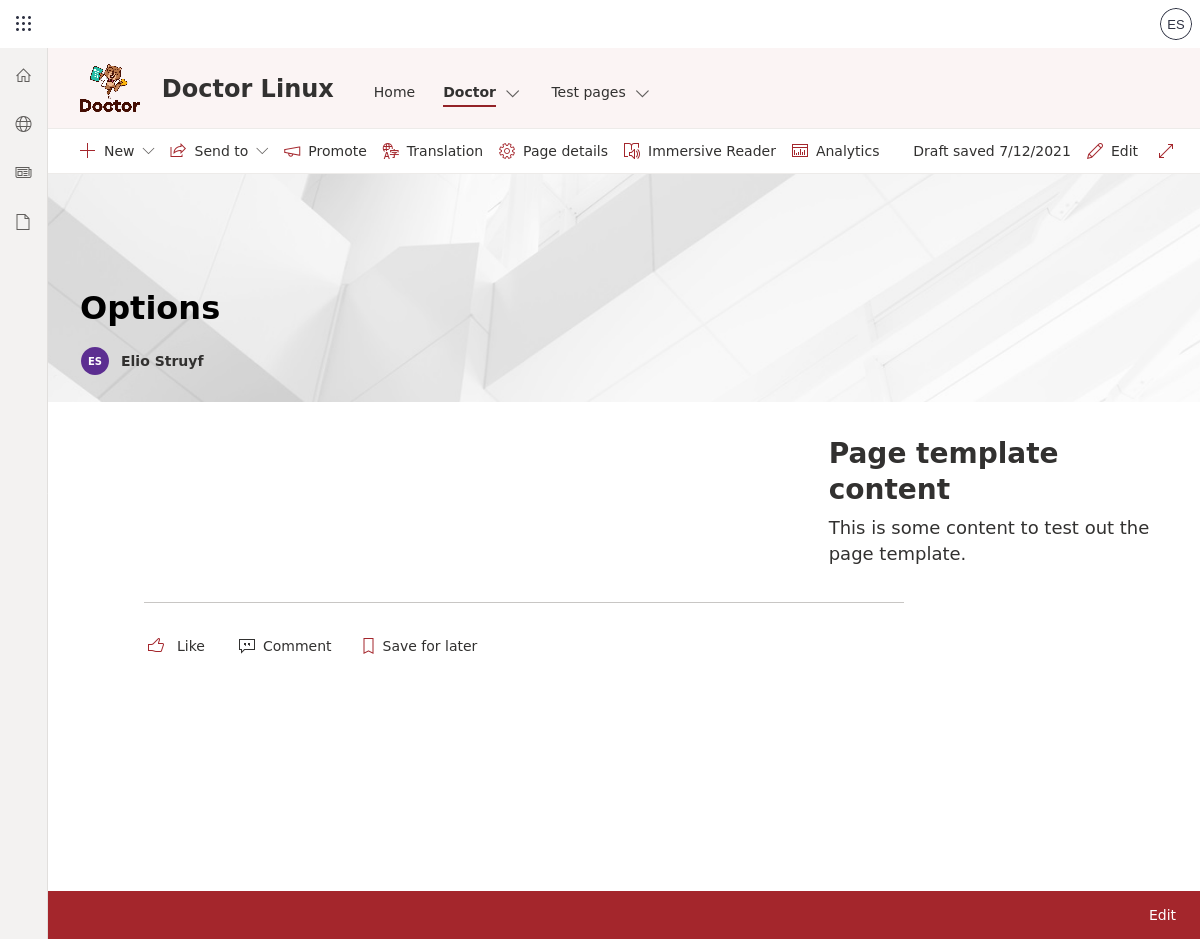 ES
Doctor
Doctor Linux
Home
Doctor
Test pages
New
Send to
Promote
Translation
Page details
Immersive Reader
Analytics
Draft saved 7/12/2021
Edit
Options
ES
Elio Struyf
Page template
content
This is some content to test out the
page template.
Like
Comment
Save for later
Edit